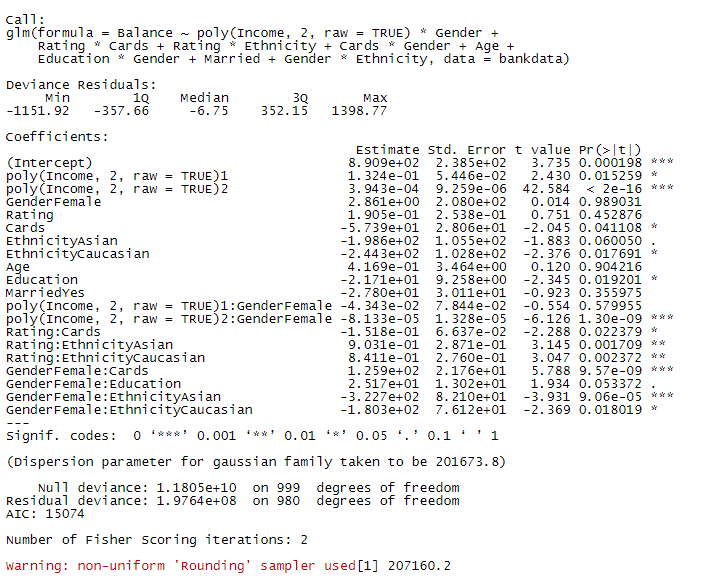 Call:
glm(formula = Balance ~ poly(Income, 2, raw = TRUE) * Gender +
    Rating * Cards + Rating * Ethnicity + Cards * Gender + Age +
    Education * Gender + Married + Gender * Ethnicity, data = bankdata)
Deviance Residuals:
     Min       1Q   Median       3Q      Max
-1151.92  -357.66    -6.75   352.15  1398.77
Coefficients:
                                           Estimate Std. Error t value Pr(>|t|)
(Intercept)                               8.909e+02  2.385e+02   3.735 0.000198 ***
poly(Income, 2, raw = TRUE)1              1.324e-01  5.446e-02   2.430 0.015259 *
poly(Income, 2, raw = TRUE)2              3.943e-04  9.259e-06  42.584  < 2e-16 ***
GenderFemale                              2.861e+00  2.080e+02   0.014 0.989031
Rating                                    1.905e-01  2.538e-01   0.751 0.452876
Cards                                    -5.739e+01  2.806e+01  -2.045 0.041108 *
EthnicityAsian                           -1.986e+02  1.055e+02  -1.883 0.060050 .
EthnicityCaucasian                       -2.443e+02  1.028e+02  -2.376 0.017691 *
Age                                       4.169e-01  3.464e+00   0.120 0.904216
Education                                -2.171e+01  9.258e+00  -2.345 0.019201 *
MarriedYes                               -2.780e+01  3.011e+01  -0.923 0.355975
poly(Income, 2, raw = TRUE)1:GenderFemale -4.343e-02  7.844e-02  -0.554 0.579955
poly(Income, 2, raw = TRUE)2:GenderFemale -8.133e-05  1.328e-05  -6.126 1.30e-09 ***
Rating:Cards                             -1.518e-01  6.637e-02  -2.288 0.022379 *
Rating:EthnicityAsian                     9.031e-01  2.871e-01   3.145 0.001709 **
Rating:EthnicityCaucasian                 8.411e-01  2.760e-01   3.047 0.002372 **
GenderFemale:Cards                        1.259e+02  2.176e+01   5.788 9.57e-09 ***
GenderFemale:Education                    2.517e+01  1.302e+01   1.934 0.053372 .
GenderFemale:EthnicityAsian              -3.227e+02  8.210e+01  -3.931 9.06e-05 ***
GenderFemale:EthnicityCaucasian          -1.803e+02  7.612e+01  -2.369 0.018019 *
---
Signif. codes:  0 ‘***’ 0.001 ‘**’ 0.01 ‘*’ 0.05 ‘.’ 0.1 ‘ ’ 1
(Dispersion parameter for gaussian family taken to be 201673.8)
    Null deviance: 1.1805e+10  on 999  degrees of freedom
Residual deviance: 1.9764e+08  on 980  degrees of freedom
AIC: 15074
Number of Fisher Scoring iterations: 2
Warning: non-uniform 'Rounding' sampler used[1] 207160.2